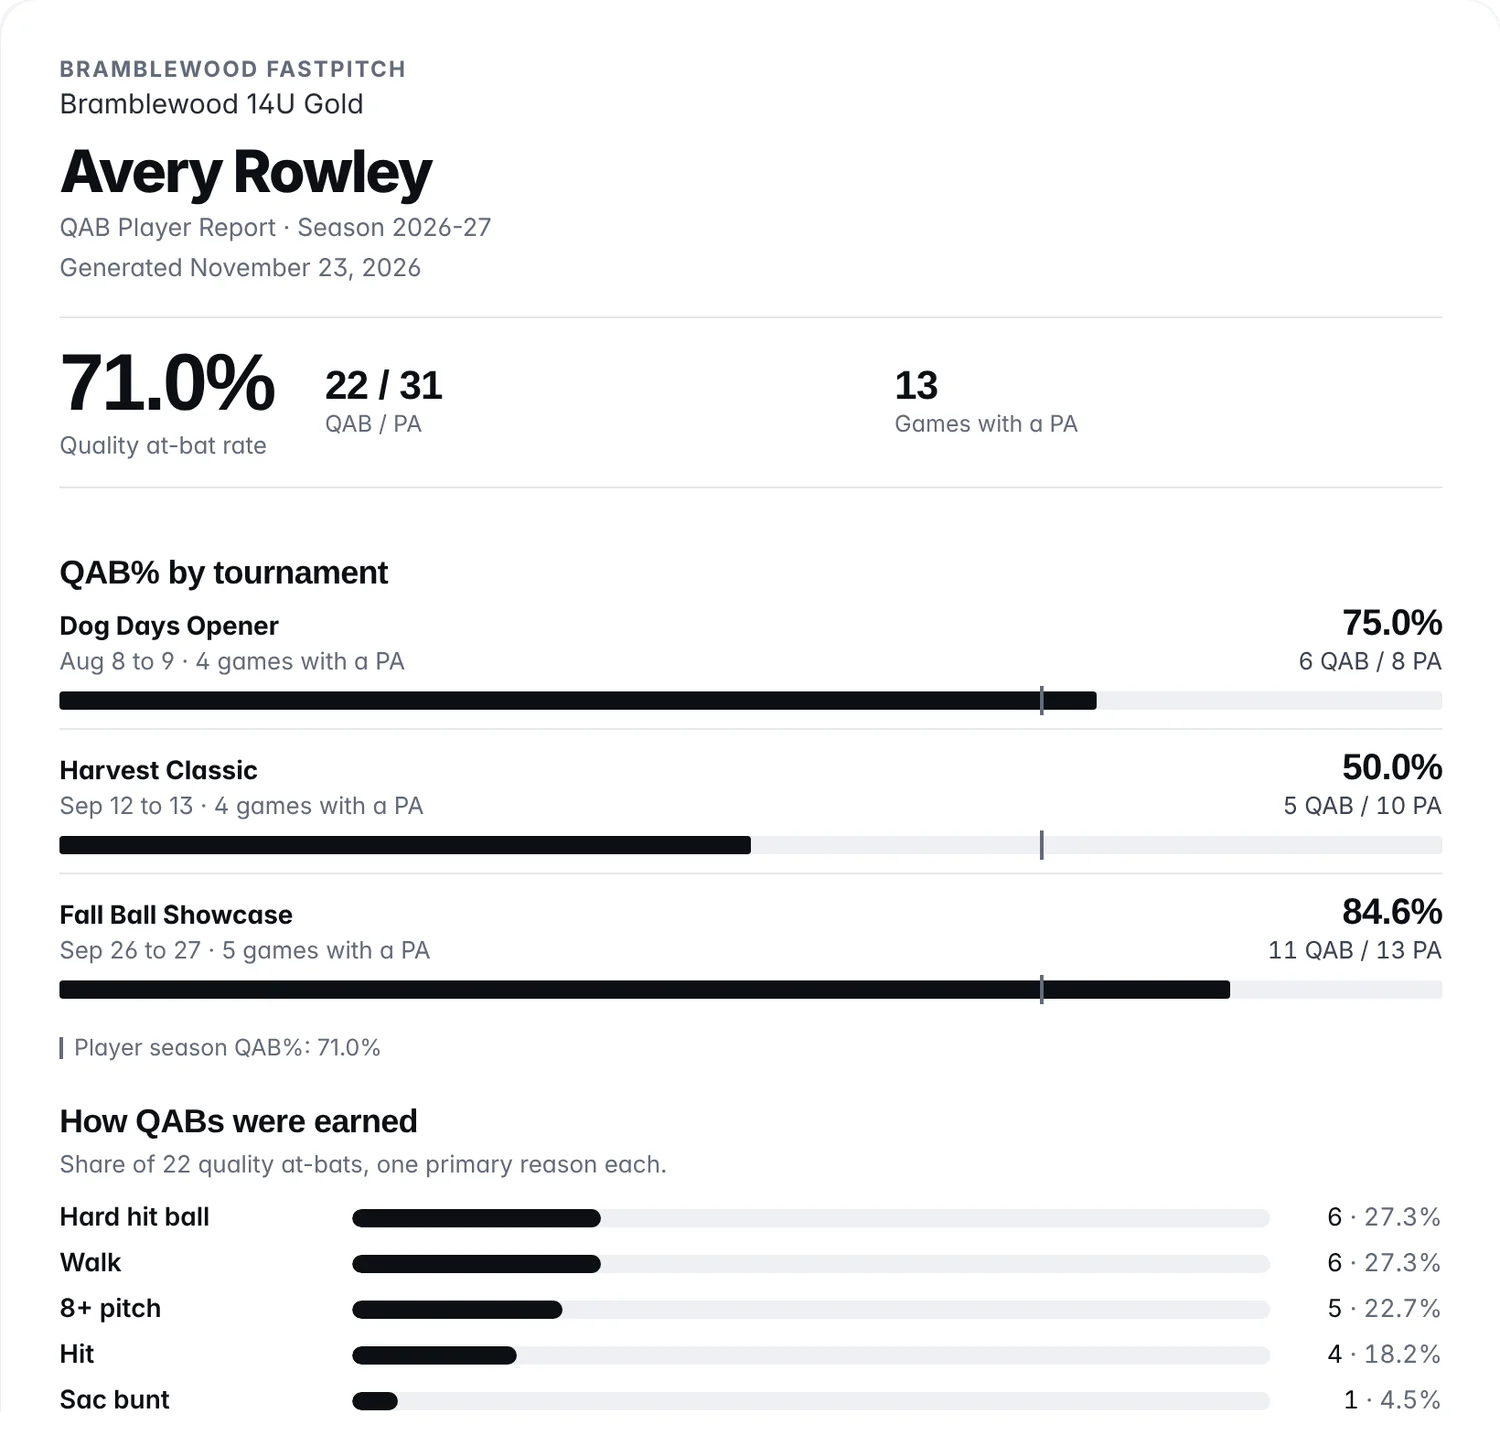 BRAMBLEWOOD FASTPITCH
Bramblewood 14U Gold
Avery Rowley
QAB Player Report · Season 2026-27
Generated November 23, 2026
71.0%
Quality at-bat rate
22 / 31
QAB / PA
13
Games with a PA
QAB% by tournament
Dog Days Opener
75.0%
Aug 8 to 9 · 4 games with a PA
6 QAB / 8 PA
Harvest Classic
50.0%
Sep 12 to 13 · 4 games with a PA
5 QAB / 10 PA
Fall Ball Showcase
84.6%
Sep 26 to 27 · 5 games with a PA
11 QAB / 13 PA
Player season QAB%: 71.0%
How QABs were earned
Share of 22 quality at-bats, one primary reason each.
Hard hit ball 6 · 27.3%
Walk 6 · 27.3%
8+ pitch 5 · 22.7%
Hit 4 · 18.2%
Sac bunt 1 · 4.5%